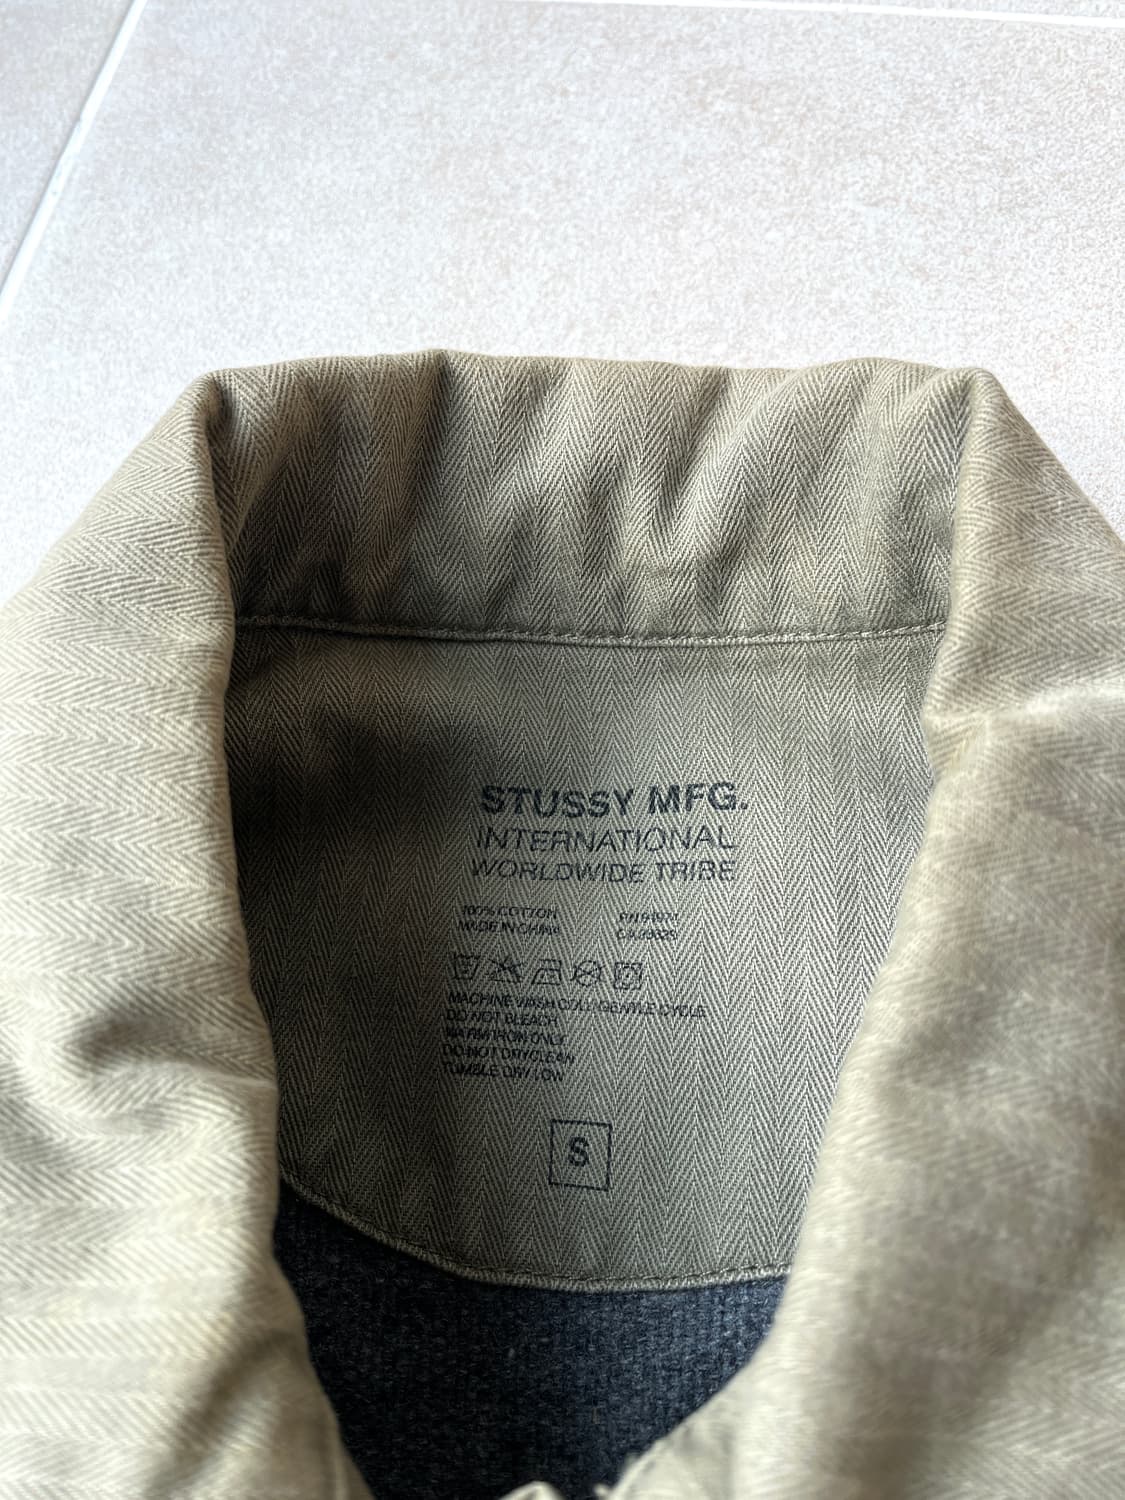 STUSSY MFG.
INTERNATIONAL
WORLDWIDE TRIBE
100% COTTON
MADE IN CHINA
MACHINE WASH COLD GENTLE CYCLE
DO NOT BLEACH
WARM IRON ONLY
DO NOT DRYCLEAN
TUMBLE DRY LOW
S